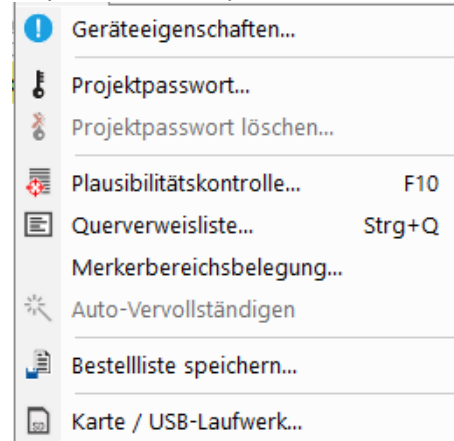 Geräteeigenschaften...
Projektpasswort...
Projektpasswort löschen...
Plausibilitätskontrolle... F10
Querverweisliste... Strg+Q
Merkerbereichsbelegung...
Auto-Vervollständigen
Bestellliste speichern...
Karte / USB-Laufwerk...